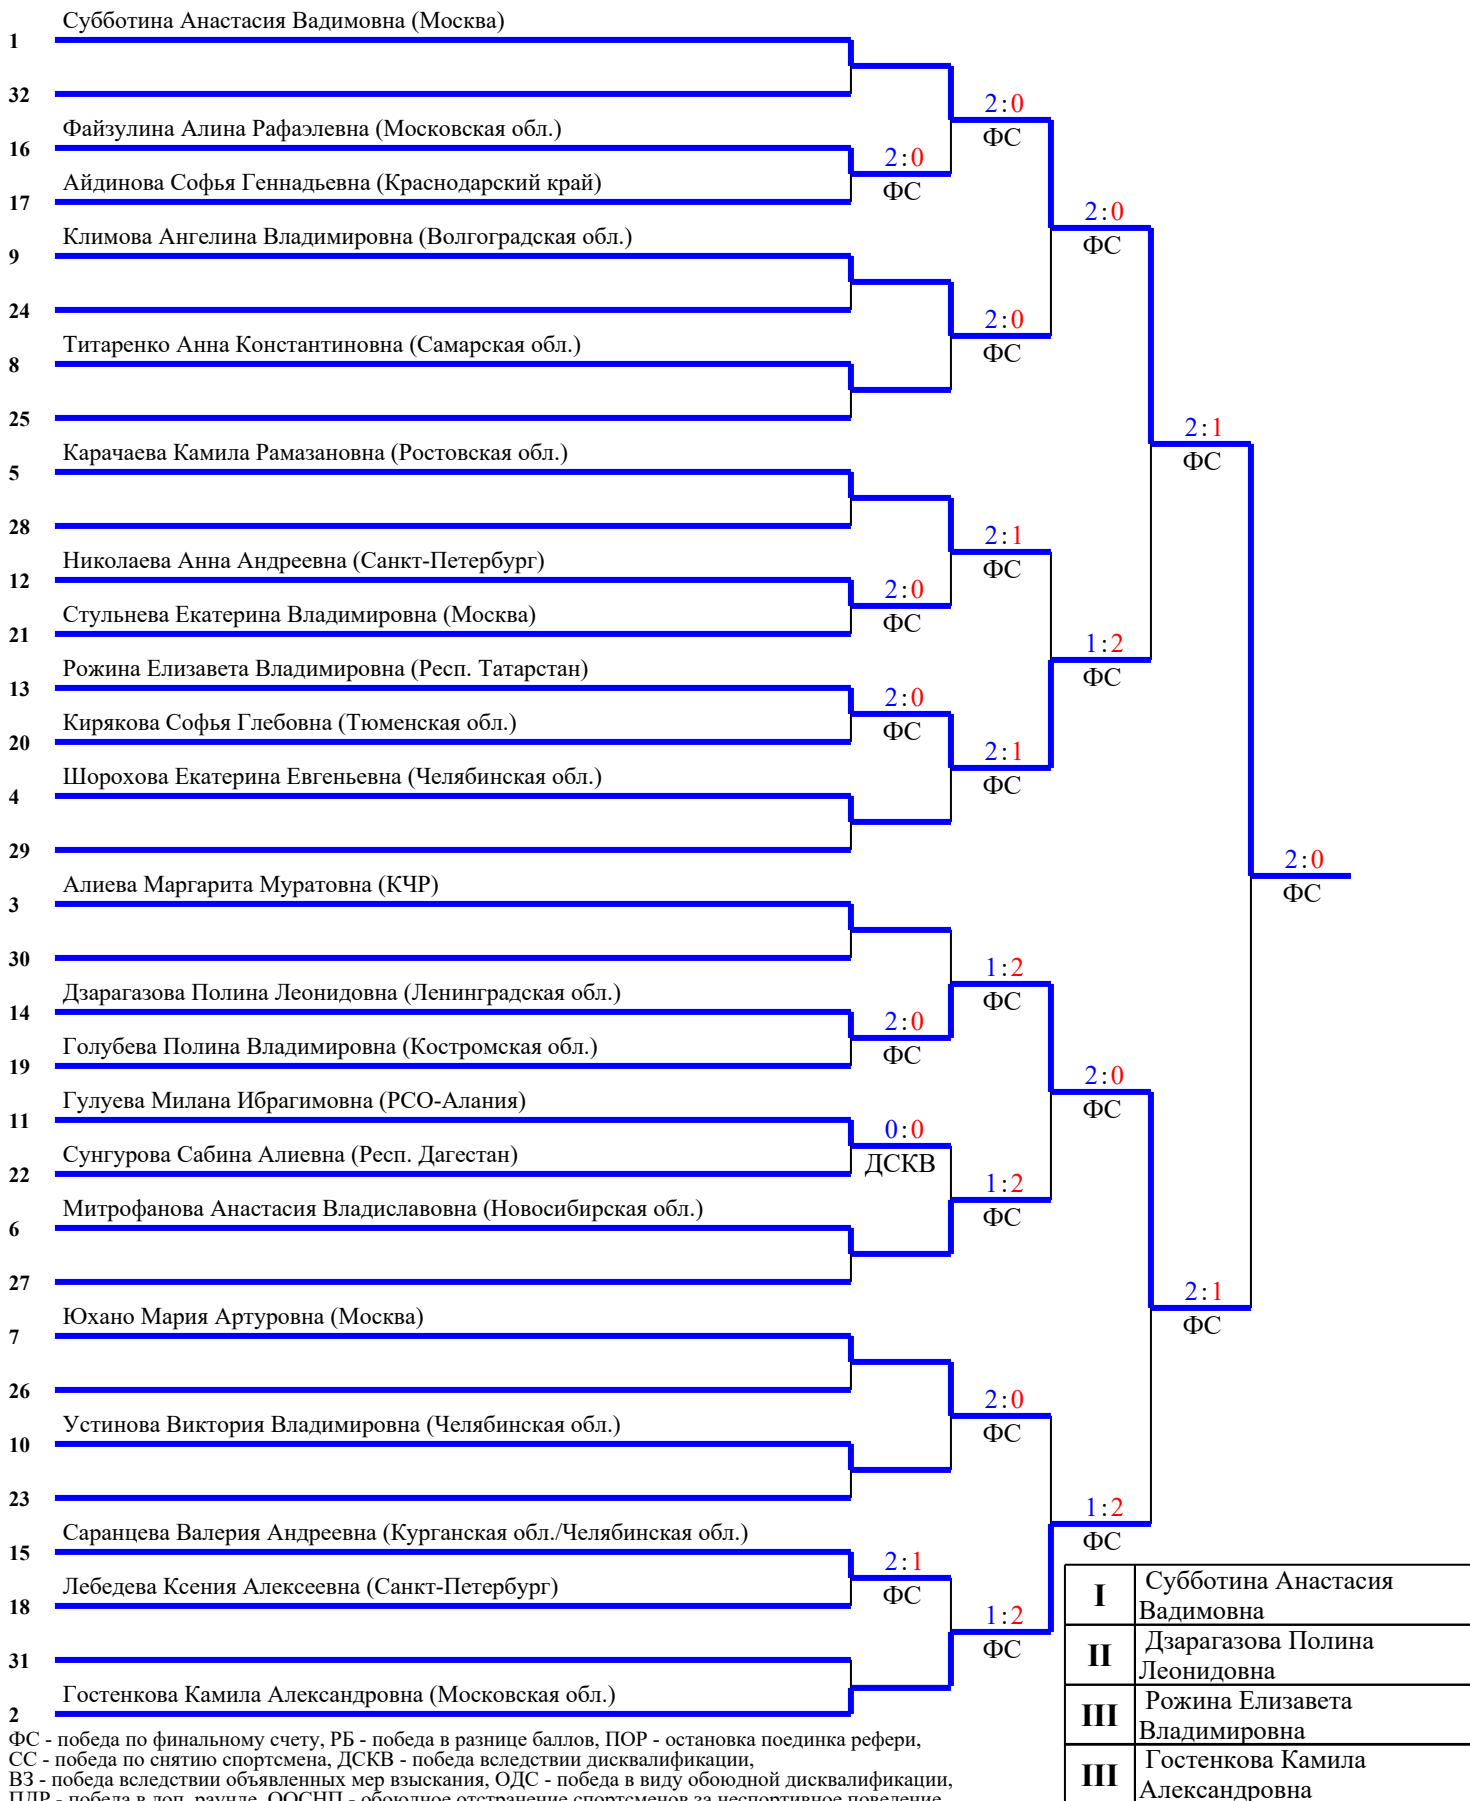 Субботина Анастасия Вадимовна (Москва)
1
32
2:0
ФС
Файзулина Алина Рафаэлевна (Московская обл.)
16
2:0
ФС
Айдинова Софья Геннадьевна (Краснодарский край)
17
2:0
ФС
Климова Ангелина Владимировна (Волгоградская обл.)
9
24
2:0
ФС
Титаренко Анна Константиновна (Самарская обл.)
8
25
2:1
ФС
Карачаева Камила Рамазановна (Ростовская обл.)
5
28
2:1
ФС
Николаева Анна Андреевна (Санкт-Петербург)
12
2:0
ФС
Стульнева Екатерина Владимировна (Москва)
21
1:2
ФС
Рожина Елизавета Владимировна (Респ. Татарстан)
13
2:0
ФС
Кирякова Софья Глебовна (Тюменская обл.)
20
2:1
ФС
Шорохова Екатерина Евгеньевна (Челябинская обл.)
4
29
2:0
ФС
Алиева Маргарита Муратовна (КЧР)
3
30
1:2
ФС
Дзарагазова Полина Леонидовна (Ленинградская обл.)
14
2:0
ФС
Голубева Полина Владимировна (Костромская обл.)
19
2:0
ФС
Гулуева Милана Ибрагимовна (РСО-Алания)
11
0:0
ДСКВ
Сунгурова Сабина Алиевна (Респ. Дагестан)
22
1:2
ФС
Митрофанова Анастасия Владиславовна (Новосибирская обл.)
6
27
2:1
ФС
Юхано Мария Артуровна (Москва)
7
26
2:0
ФС
Устинова Виктория Владимировна (Челябинская обл.)
10
23
1:2
ФС
Саранцева Валерия Андреевна (Курганская обл./Челябинская обл.)
15
2:1
ФС
Лебедева Ксения Алексеевна (Санкт-Петербург)
18
1:2
ФС
31
Гостенкова Камила Александровна (Московская обл.)
2
I
Субботина Анастасия
Вадимовна
II
Дзарагазова Полина
Леонидовна
III
Рожина Елизавета
Владимировна
III
Гостенкова Камила
Александровна
ФС - победа по финальному счету, РБ - победа в разнице баллов, ПОР - остановка поединка рефери,
СС - победа по снятию спортсмена, ДСКВ - победа вследствии дисквалификации,
ВЗ - победа вследствии объявленных мер взыскания, ОДС - победа в виду обоюдной дисквалификации,
ПДР - победа в доп. раунде, ООСНП - обоюдное отстранение спортсменов за неспортивное поведение